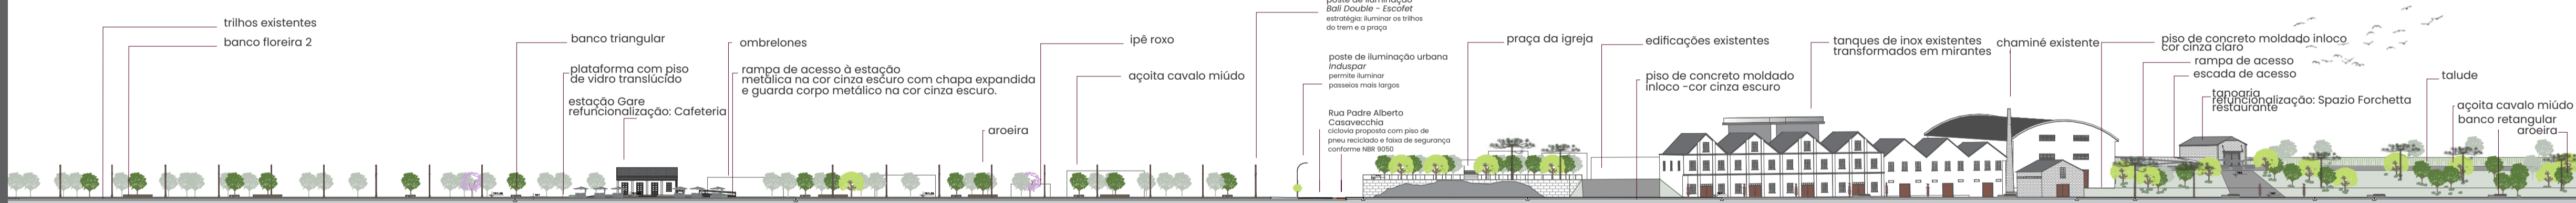 trilhos existentes
banco floreira 2
banco triangular
plataforma com piso
de vidro translúcido
estação Gare
refuncionalização: Cafeteria
ombrelones
rampa de acesso à estação
metálica na cor cinza escuro com chapa expandida
e guarda corpo metálico na cor cinza escuro.
aroeira
ipê roxo
açoita cavalo miúdo
poste de iluminação
Bali Double - Escofet
estratégia: iluminar os trilhos
do trem e a praça
poste de iluminação urbana
Induspar
permite iluminar
passeios mais largos
Rua Padre Alberto
Casavecchia
ciclovia proposta com piso de
pneu reciclado e faixa de segurança
conforme NBR 9050
praça da igreja
edificações existentes
piso de concreto moldado
inloco -cor cinza escuro
tanques de inox existentes
transformados em mirantes
chaminé existente
piso de concreto moldado inloco
cor cinza claro
rampa de acesso
escada de acesso
tanoaria
refuncionalização: Spazio Forchetta
restaurante
talude
açoita cavalo miúdo
banco retangular
aroeira